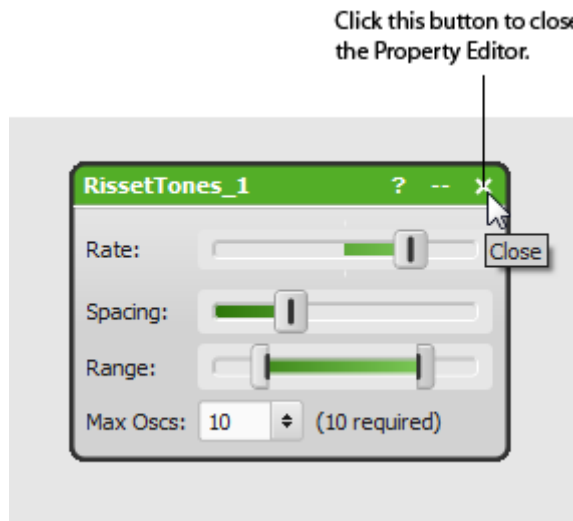 Click this button to close
the Property Editor.
RissetTones_1 ? -- x
Rate:
Close
Spacing:
Range:
Max Oscs: 10 (10 required)